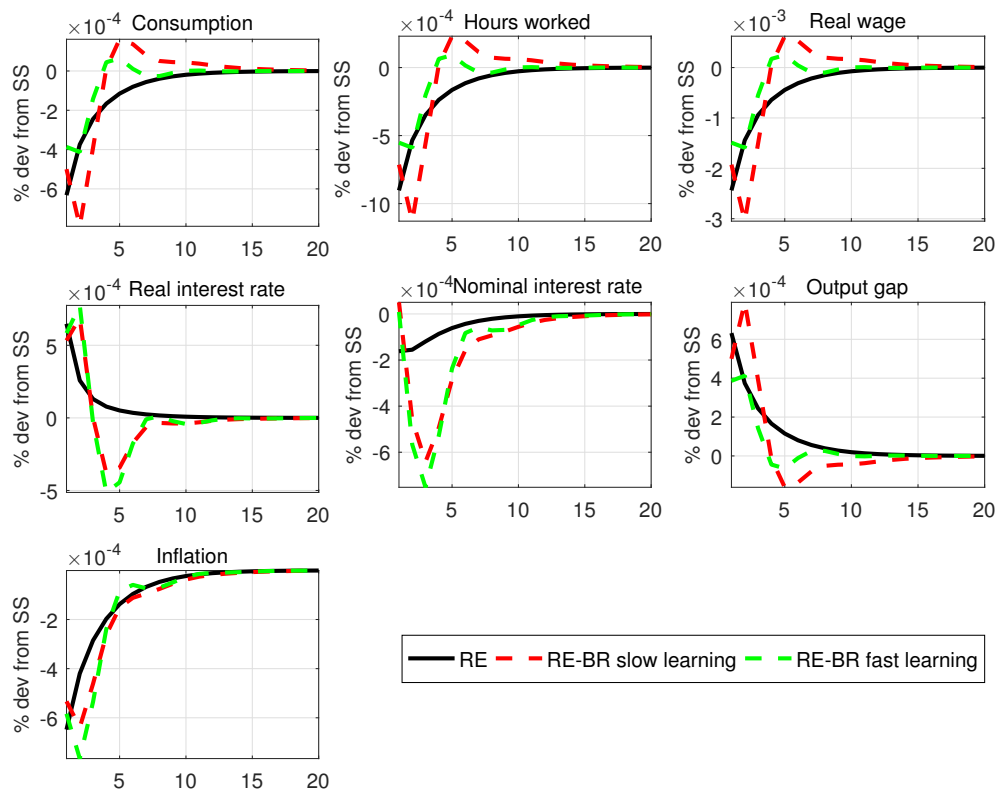 ×10-4 Consumption
% dev from SS
0
-2
-4
-6
5 10 15 20
×10-4 Hours worked
% dev from SS
0
-5
-10
5 10 15 20
×10-3 Real wage
% dev from SS
0
-1
-2
-3
5 10 15 20
×10-4 Real interest rate
% dev from SS
5
0
-5
5 10 15 20
×10-4 Nominal interest rate
% dev from SS
0
-2
-4
-6
5 10 15 20
×10-4 Output gap
% dev from SS
6
4
2
0
5 10 15 20
×10-4 Inflation
% dev from SS
-2
-4
-6
5 10 15 20
RE RE-BR slow learning RE-BR fast learning